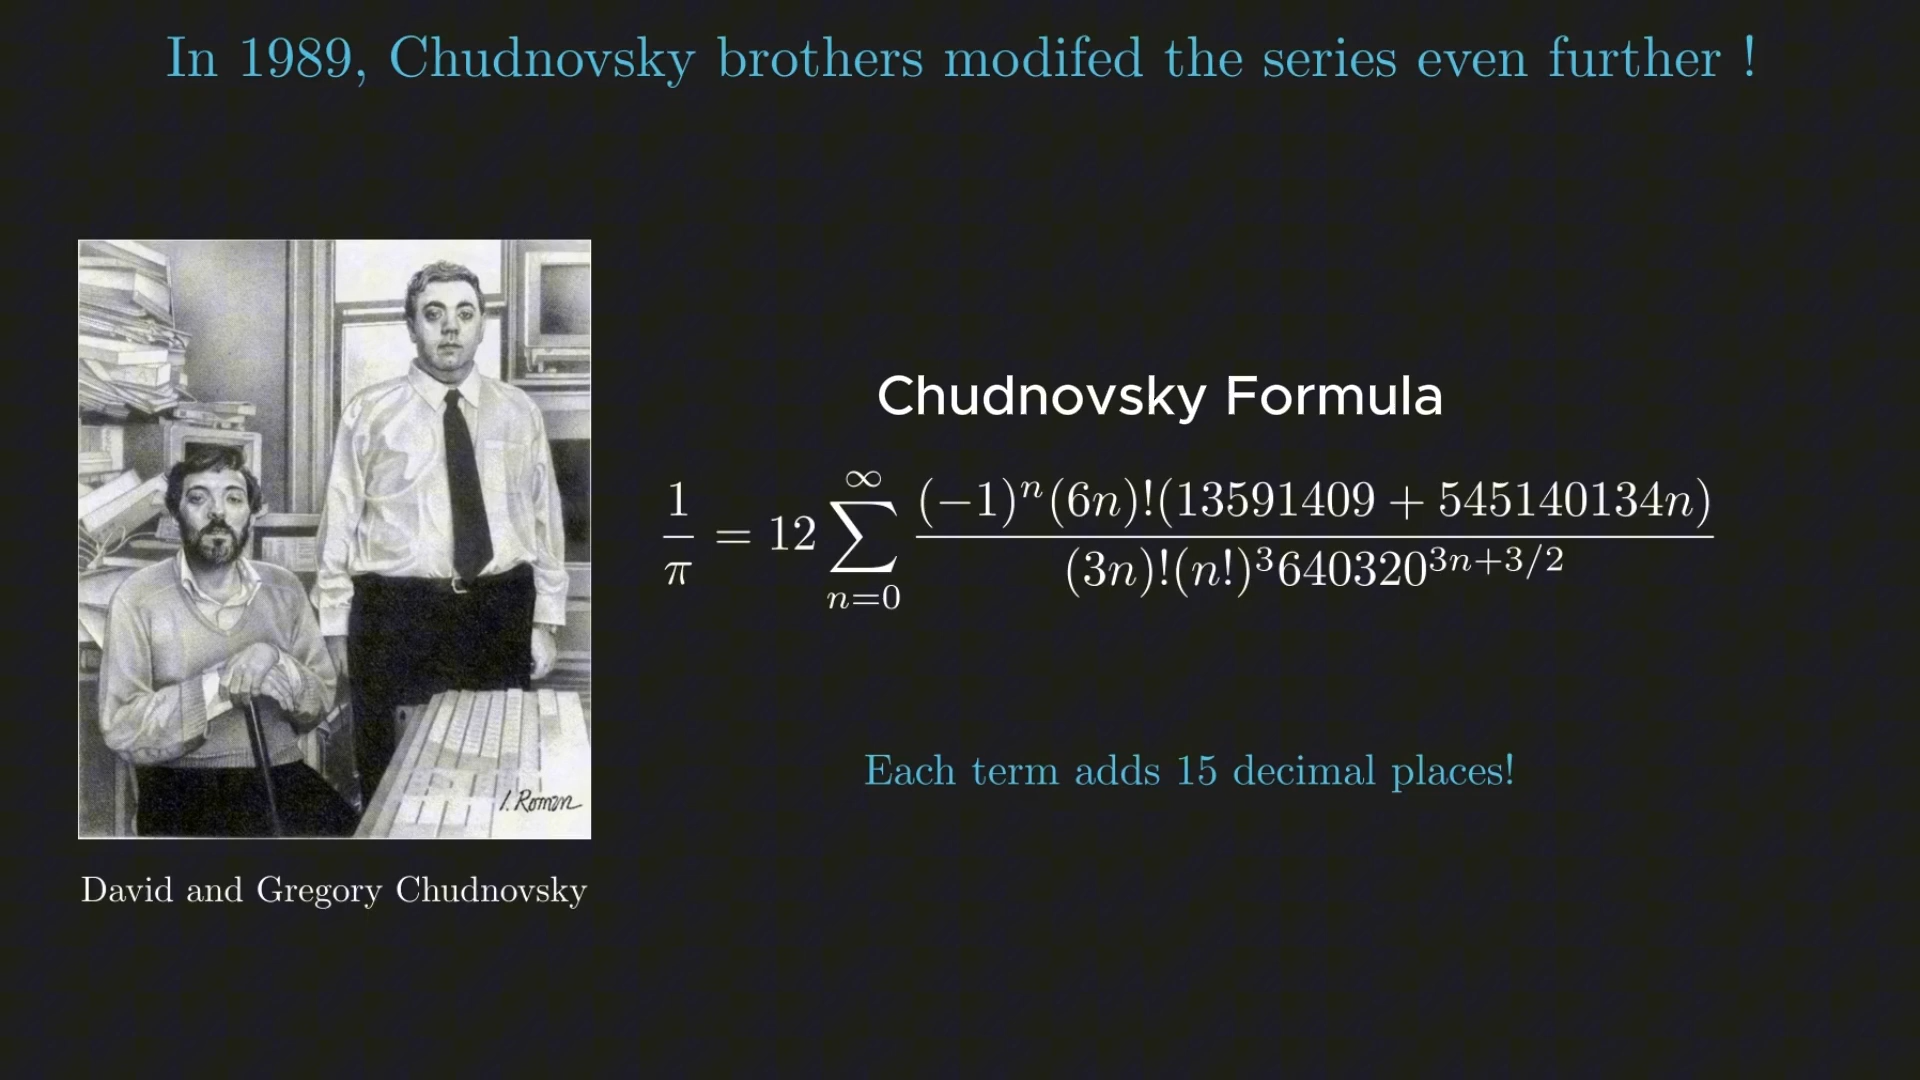 In 1989, Chudnovsky brothers modifed the series even further !
Chudnovsky Formula
1/π = 12 ∑_{n=0}^{∞} (−1)^n (6n)!(13591409 + 545140134n) / (3n)!(n!)^3 640320^{3n+3/2}
Each term adds 15 decimal places!
I. Roman
David and Gregory Chudnovsky